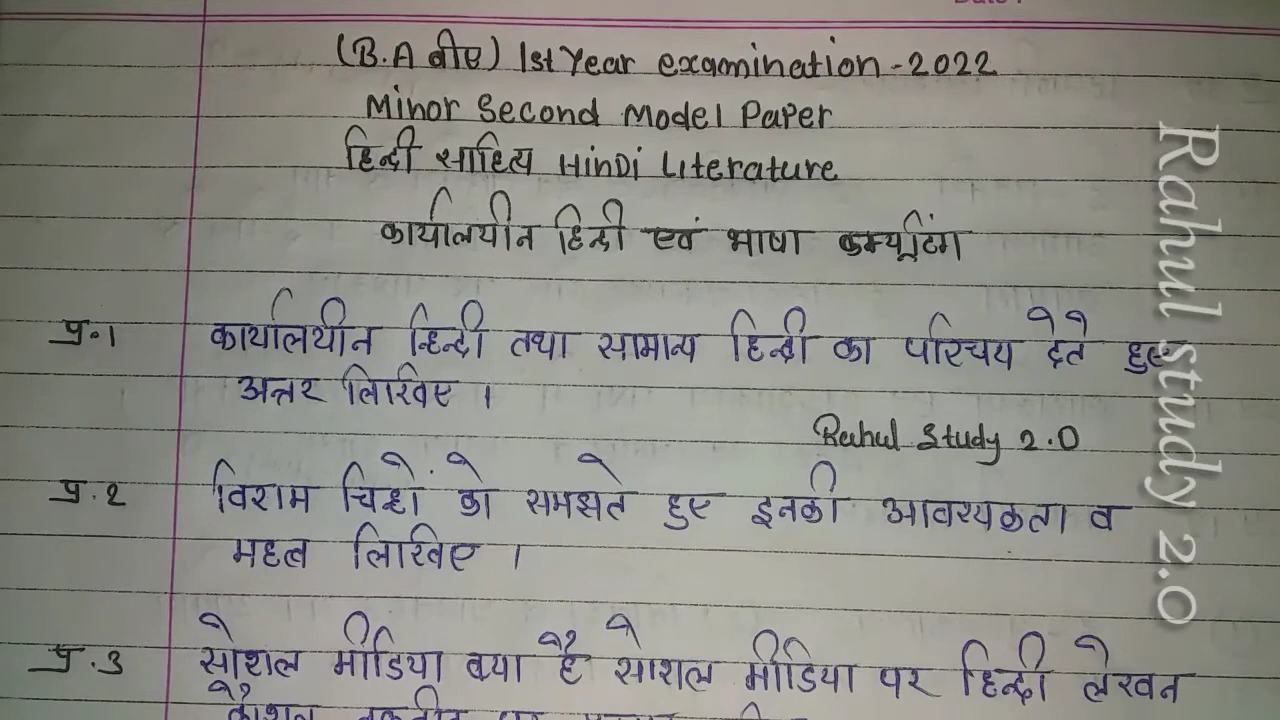 (B.A बीए) 1st Year examination-2022
Minor Second Model Paper
हिन्दी साहित्य Hindi Literature
कार्यालयीन हिन्दी एवं भाषा कम्प्यूटिंग
प्र.1 कार्यालयीन हिन्दी तथा सामान्य हिन्दी का परिचय देते हुए
अन्तर लिखिए ।
Rahul Study 2.0
प्र.2 विराम चिन्हों को समझते हुए इनकी आवश्यकता व
महत्व लिखिए ।
प्र.3 सोशल मीडिया क्या है सोशल मीडिया पर हिन्दी लेखन
कौशल
Rahul study 2.0